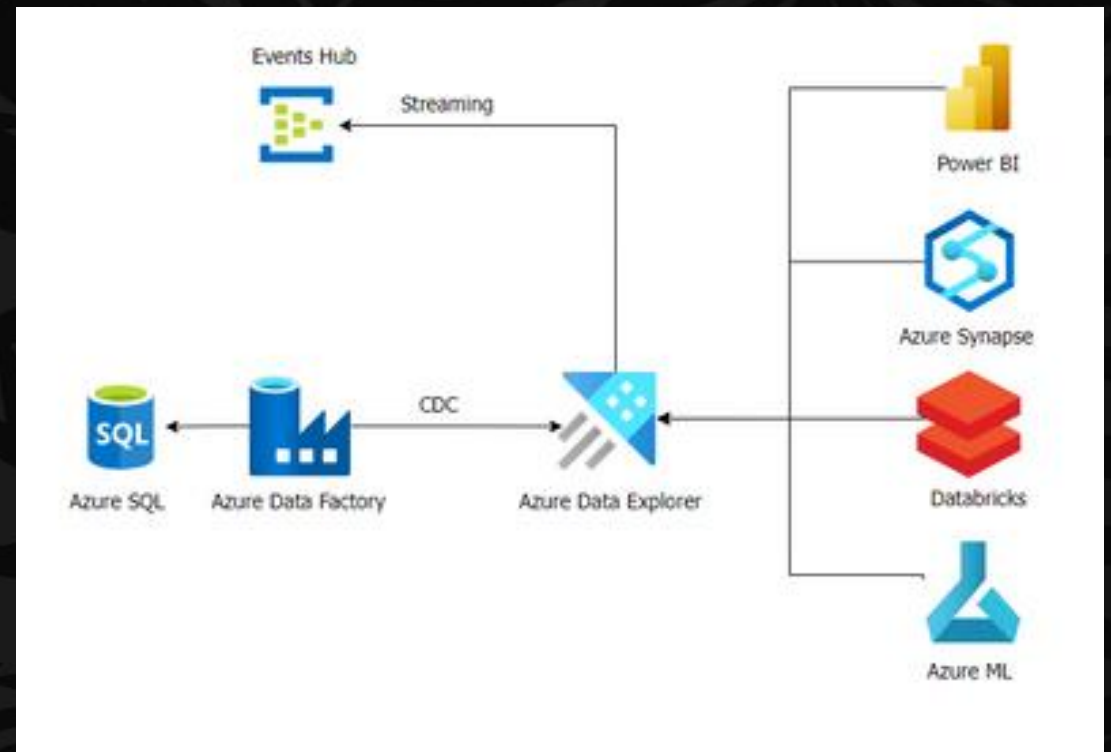 Events Hub
Streaming
Power BI
Azure Synapse
CDC
SQL
Azure SQL
Azure Data Factory
Azure Data Explorer
Databricks
Azure ML